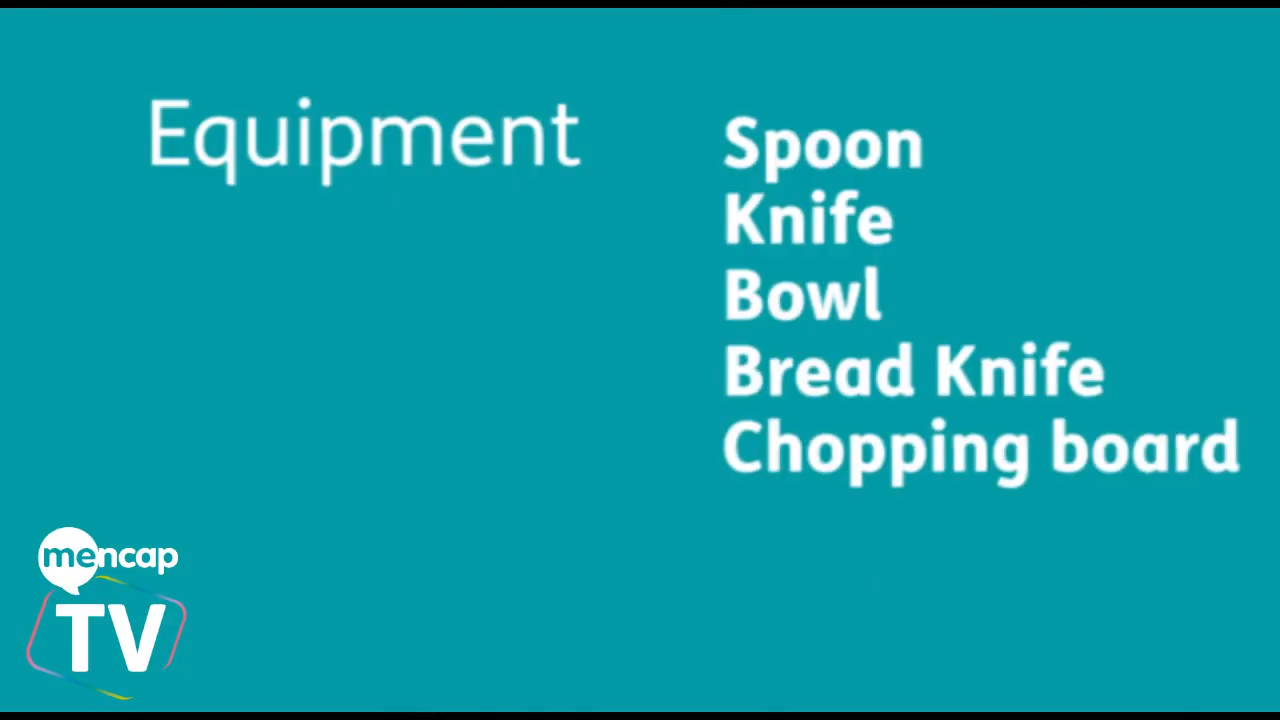 Equipment
Spoon
Knife
Bowl
Bread Knife
Chopping board
mencap
TV